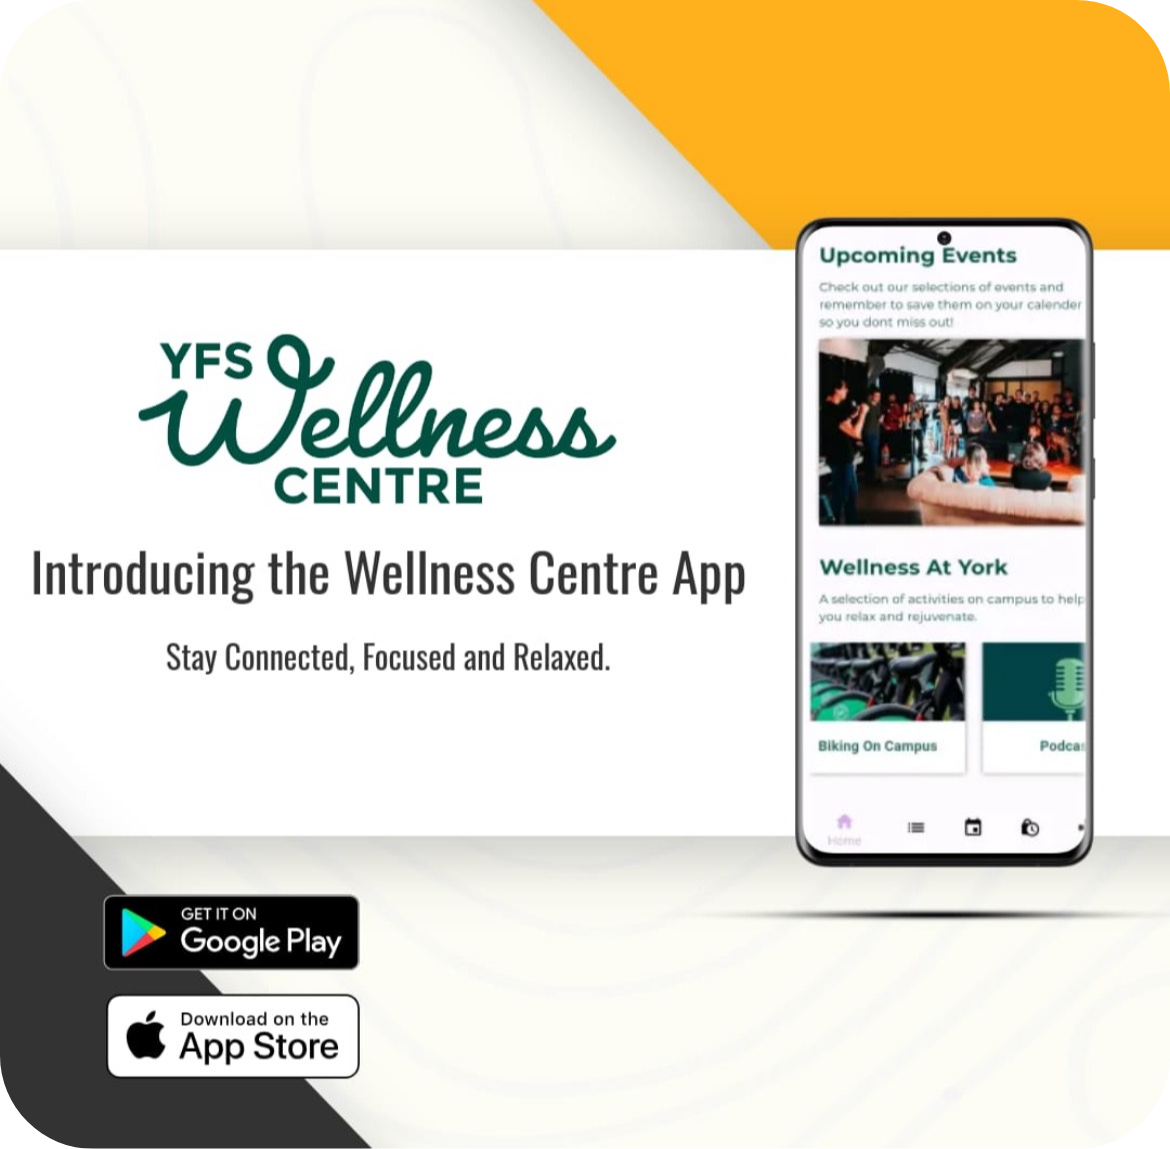 YFS
Wellness
CENTRE
Introducing the Wellness Centre App
Stay Connected, Focused and Relaxed.
Upcoming Events
Check out our selections of events and
remember to save them on your calender
so you dont miss out!
Wellness At York
A selection of activities on campus to help
you relax and rejuvenate.
Biking On Campus
Home
GET IT ON
Google Play
Download on the
App Store